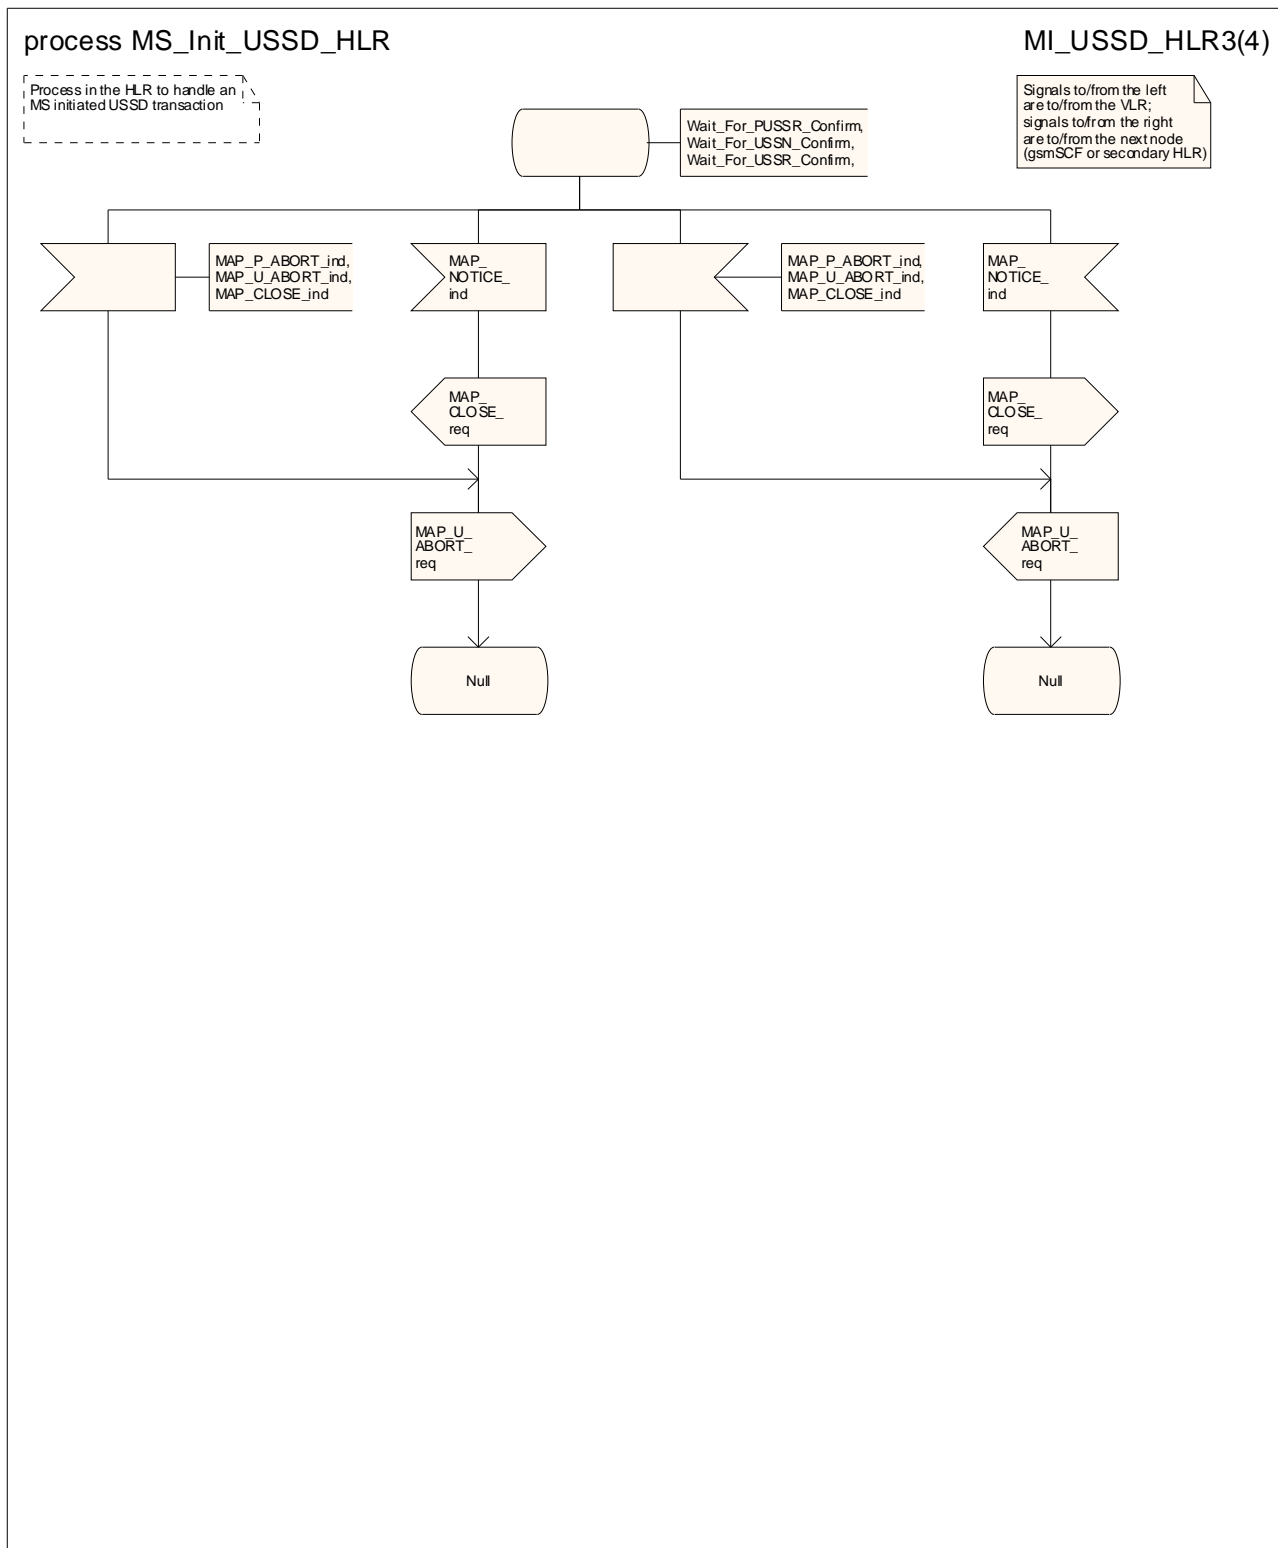 process MS_Init_USSD_HLR
MI_USSD_HLR3(4)
Process in the HLR to handle an
MS initiated USSD transaction
Signals to/from the left
are to/from the VLR;
signals to/from the right
are to/from the next node
(gsmSCF or secondary HLR)
Wait_For_PUSSR_Confirm,
Wait_For_USSN_Confirm,
Wait_For_USSR_Confirm,
MAP_P_ABORT_ind,
MAP_U_ABORT_ind,
MAP_CLOSE_ind
MAP_
NOTICE_
ind
MAP_P_ABORT_ind,
MAP_U_ABORT_ind,
MAP_CLOSE_ind
MAP_
NOTICE_
ind
MAP_
CLOSE_
req
MAP_
CLOSE_
req
MAP_U_
ABORT_
req
MAP_U_
ABORT_
req
Null
Null